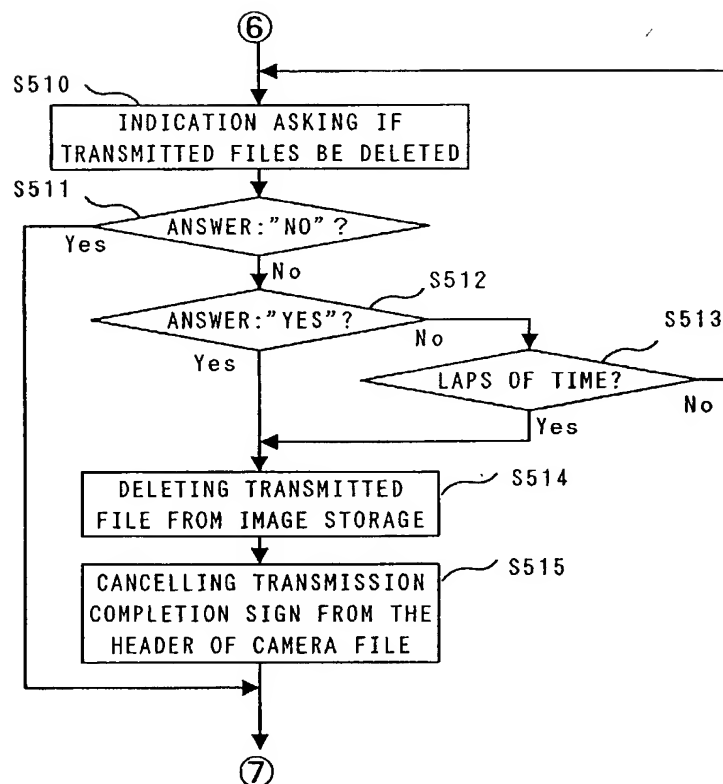 ⑥
S510
INDICATION ASKING IF
TRANSMITTED FILES BE DELETED
S511
ANSWER:"NO"?
Yes
No
S512
ANSWER:"YES"?
No
S513
Yes
LAPS OF TIME?
No
Yes
DELETING TRANSMITTED
FILE FROM IMAGE STORAGE
S514
CANCELLING TRANSMISSION
COMPLETION SIGN FROM THE
HEADER OF CAMERA FILE
S515
⑦